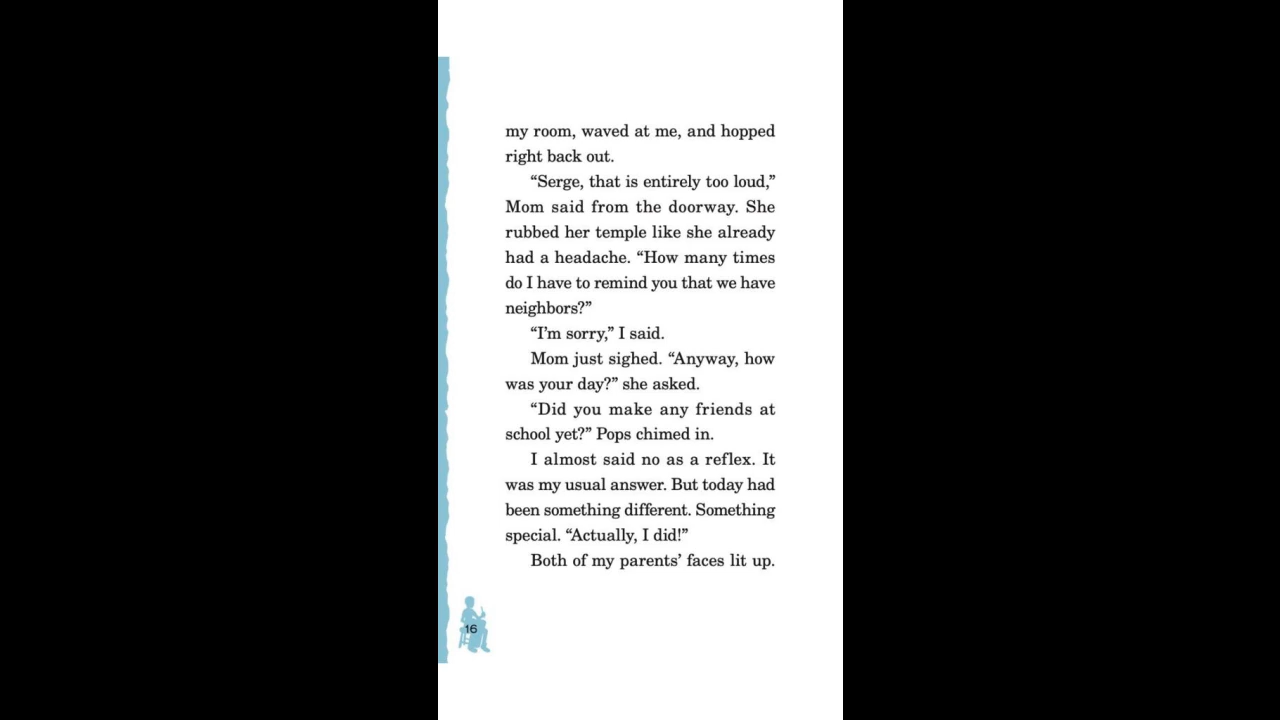 my room, waved at me, and hopped
right back out.
“Serge, that is entirely too loud,”
Mom said from the doorway. She
rubbed her temple like she already
had a headache. “How many times
do I have to remind you that we have
neighbors?”
“I’m sorry,” I said.
Mom just sighed. “Anyway, how
was your day?” she asked.
“Did you make any friends at
school yet?” Pops chimed in.
I almost said no as a reflex. It
was my usual answer. But today had
been something different. Something
special. “Actually, I did!”
Both of my parents’ faces lit up.
16